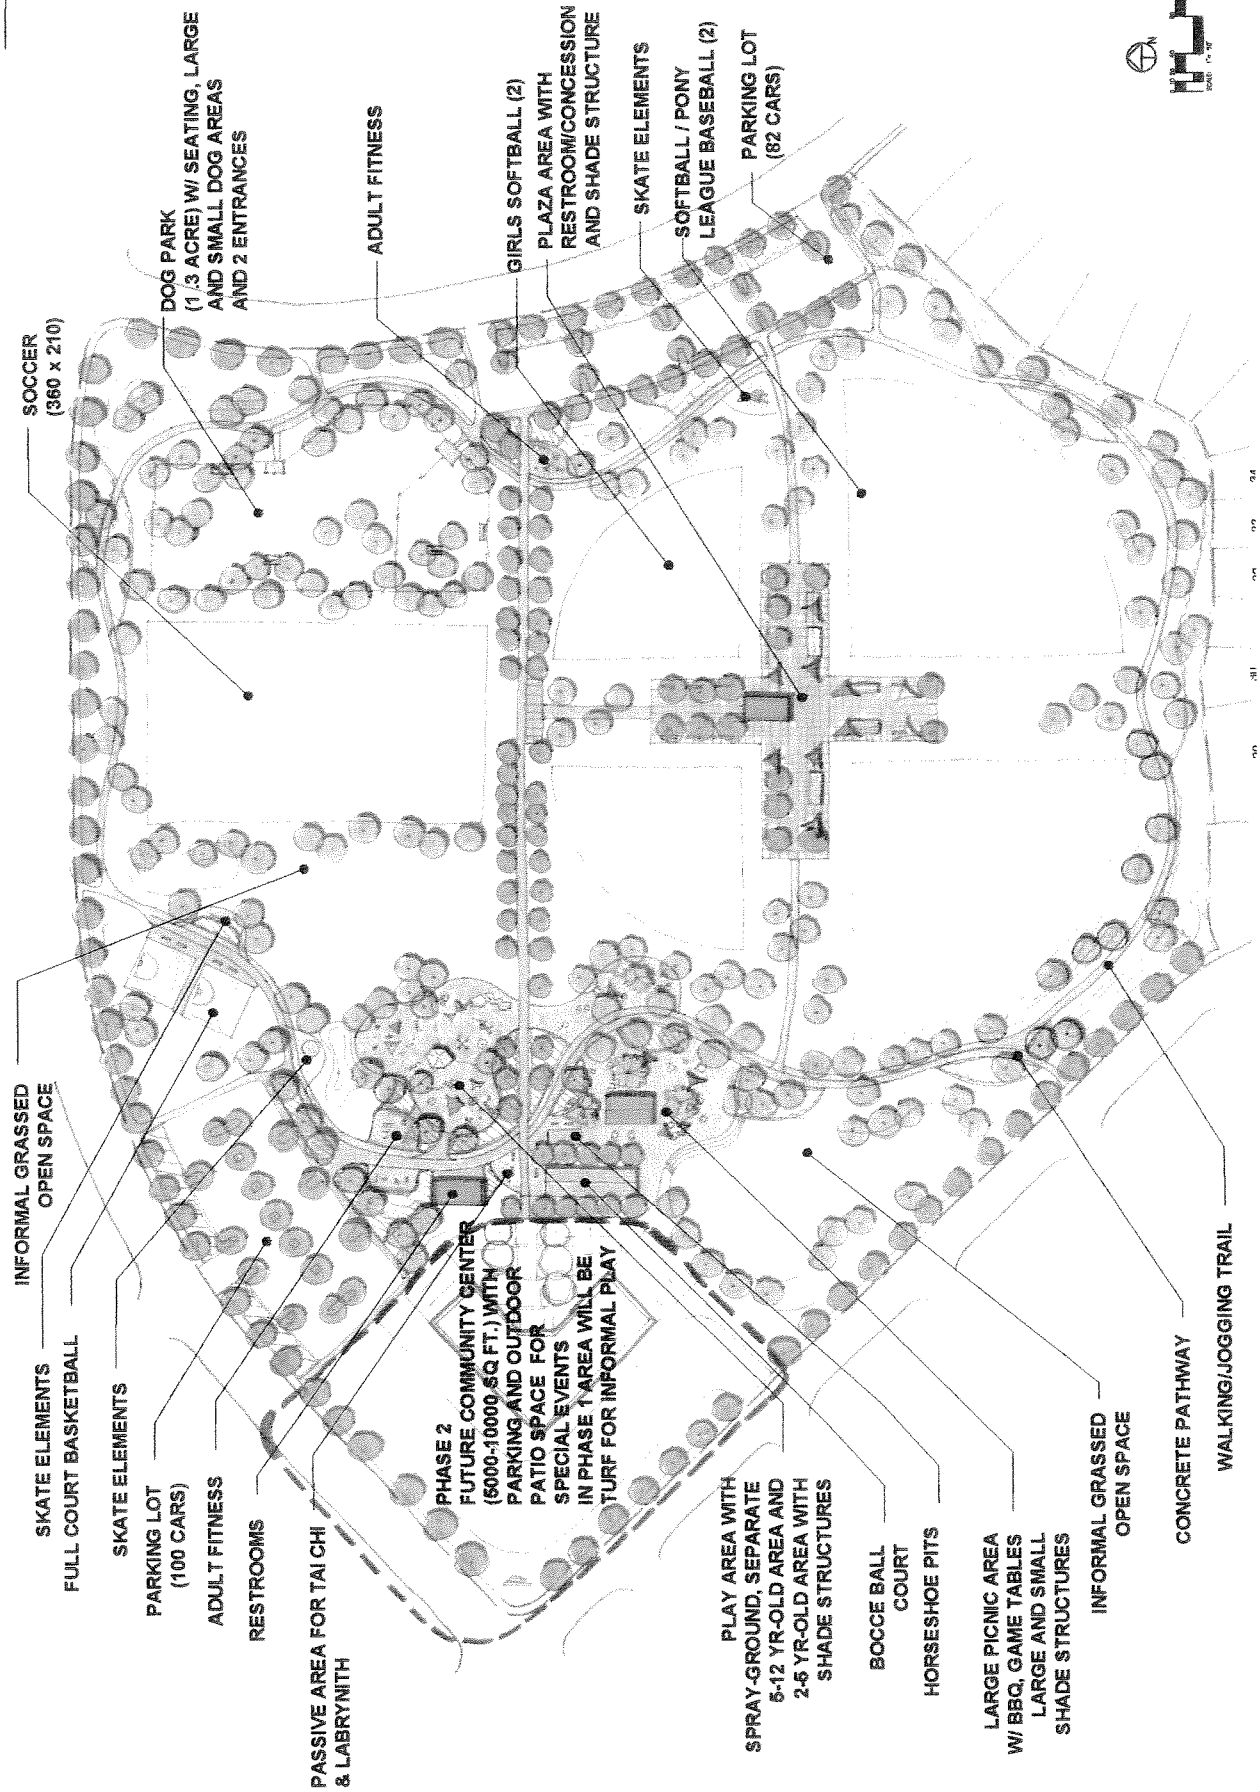 SKATE ELEMENTS
FULL COURT BASKETBALL
SKATE ELEMENTS
PARKING LOT
(100 CARS)
ADULT FITNESS
RESTROOMS
PASSIVE AREA FOR TAI CHI
& LABRYNITH
INFORMAL GRASSED
OPEN SPACE
SOCCER
(360 x 210)
DOG PARK
(1.3 ACRE) W/ SEATING, LARGE
AND SMALL DOG AREAS
AND 2 ENTRANCES
ADULT FITNESS
GIRLS SOFTBALL (2)
PLAZA AREA WITH
RESTROOM/CONCESSION
AND SHADE STRUCTURE
SKATE ELEMENTS
SOFTBALL / PONY
LEAGUE BASEBALL (2)
PARKING LOT
(82 CARS)
PHASE 2
FUTURE COMMUNITY CENTER
(5000-10000 SQ FT.) WITH
PARKING AND OUTDOOR
PATIO SPACE FOR
SPECIAL EVENTS
IN PHASE 1 AREA WILL BE
TURF FOR INFORMAL PLAY
PLAY AREA WITH
SPRAY-GROUND, SEPARATE
5-12 YR-OLD AREA AND
2-5 YR-OLD AREA WITH
SHADE STRUCTURES
BOCCE BALL
COURT
HORSESHOE PITS
LARGE PICNIC AREA
W/ BBQ, GAME TABLES
LARGE AND SMALL
SHADE STRUCTURES
INFORMAL GRASSED
OPEN SPACE
CONCRETE PATHWAY
WALKING/JOGGING TRAIL
N